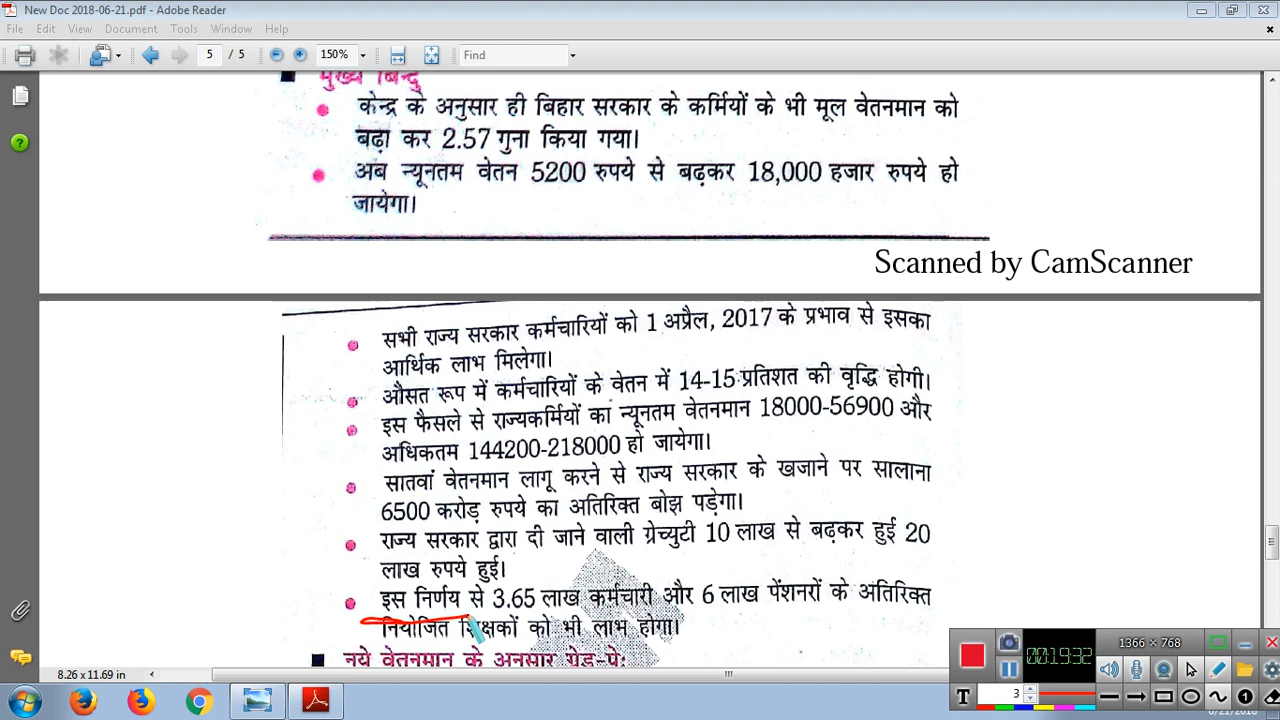 New Doc 2018-06-21.pdf - Adobe Reader
File Edit View Document Tools Window Help
5 / 5 150% Find
मुख्य बिन्दु
केन्द्र के अनुसार ही बिहार सरकार के कर्मियों के भी मूल वेतनमान को
बढ़ा कर 2.57 गुना किया गया।
अब न्यूनतम वेतन 5200 रुपये से बढ़कर 18,000 हजार रुपये हो
जायेगा।
Scanned by CamScanner
सभी राज्य सरकार कर्मचारियों को 1 अप्रैल, 2017 के प्रभाव से इसका
आर्थिक लाभ मिलेगा।
औसत रूप में कर्मचारियों के वेतन में 14-15 प्रतिशत की वृद्धि होगी।
इस फैसले से राज्यकर्मियों का न्यूनतम वेतनमान 18000-56900 और
अधिकतम 144200-218000 हो जायेगा।
सातवां वेतनमान लागू करने से राज्य सरकार के खजाने पर सालाना
6500 करोड़ रुपये का अतिरिक्त बोझ पड़ेगा।
राज्य सरकार द्वारा दी जाने वाली ग्रेच्युटी 10 लाख से बढ़कर हुई 20
लाख रुपये हुई।
इस निर्णय से 3.65 लाख कर्मचारी और 6 लाख पेंशनरों के अतिरिक्त
नियोजित शिक्षकों को भी लाभ होगा।
नये वेतनमान के अनुसार ग्रेड-पे:
8.26 x 11.69 in
1366 × 768
00:19:32
T 3
6/21/2018